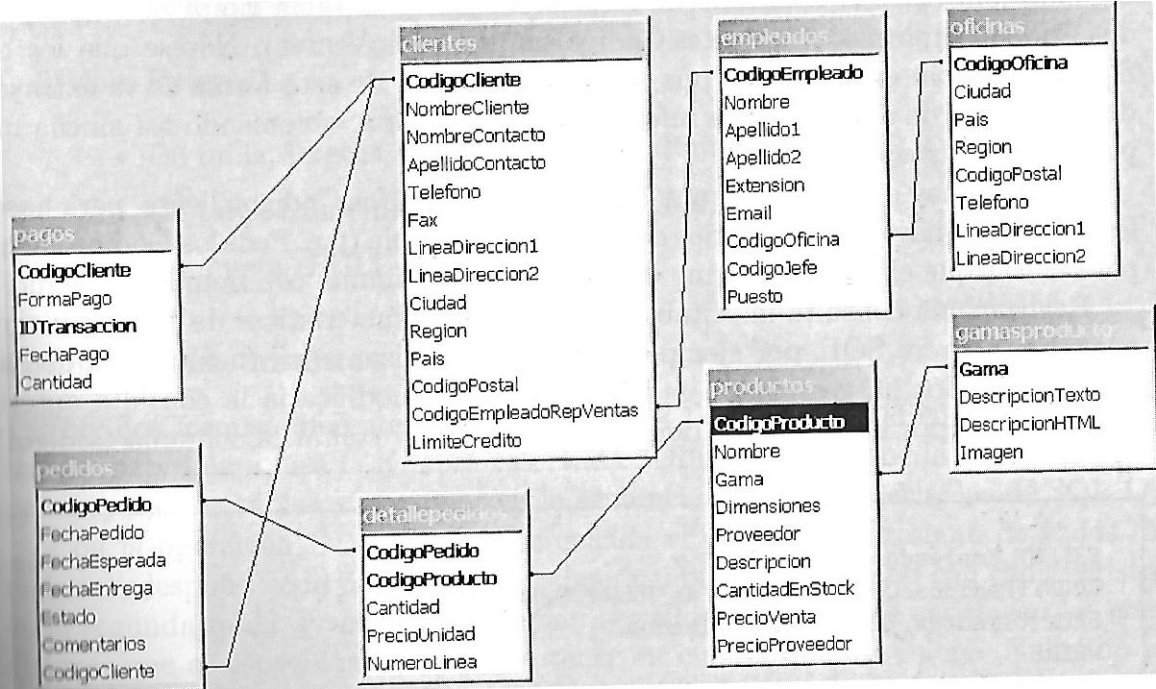 clientes
CodigoCliente
NombreCliente
NombreContacto
ApellidoContacto
Telefono
Fax
LineaDireccion1
LineaDireccion2
Ciudad
Region
Pais
CodigoPostal
CodigoEmpleadoRepVentas
LimiteCredito
empleados
CodigoEmpleado
Nombre
Apellido1
Apellido2
Extension
Email
CodigoOficina
CodigoJefe
Puesto
oficinas
CodigoOficina
Ciudad
Pais
Region
CodigoPostal
Telefono
LineaDireccion1
LineaDireccion2
pagos
CodigoCliente
FormaPago
IDTransaccion
FechaPago
Cantidad
pedidos
CodigoPedido
FechaPedido
FechaEsperada
FechaEntrega
Estado
Comentarios
CodigoCliente
detallepedidos
CodigoPedido
CodigoProducto
Cantidad
PrecioUnidad
NumeroLinea
productos
CodigoProducto
Nombre
Gama
Dimensiones
Proveedor
Descripcion
CantidadEnStock
PrecioVenta
PrecioProveedor
gamasproducto
Gama
DescripcionTexto
DescripcionHTML
Imagen